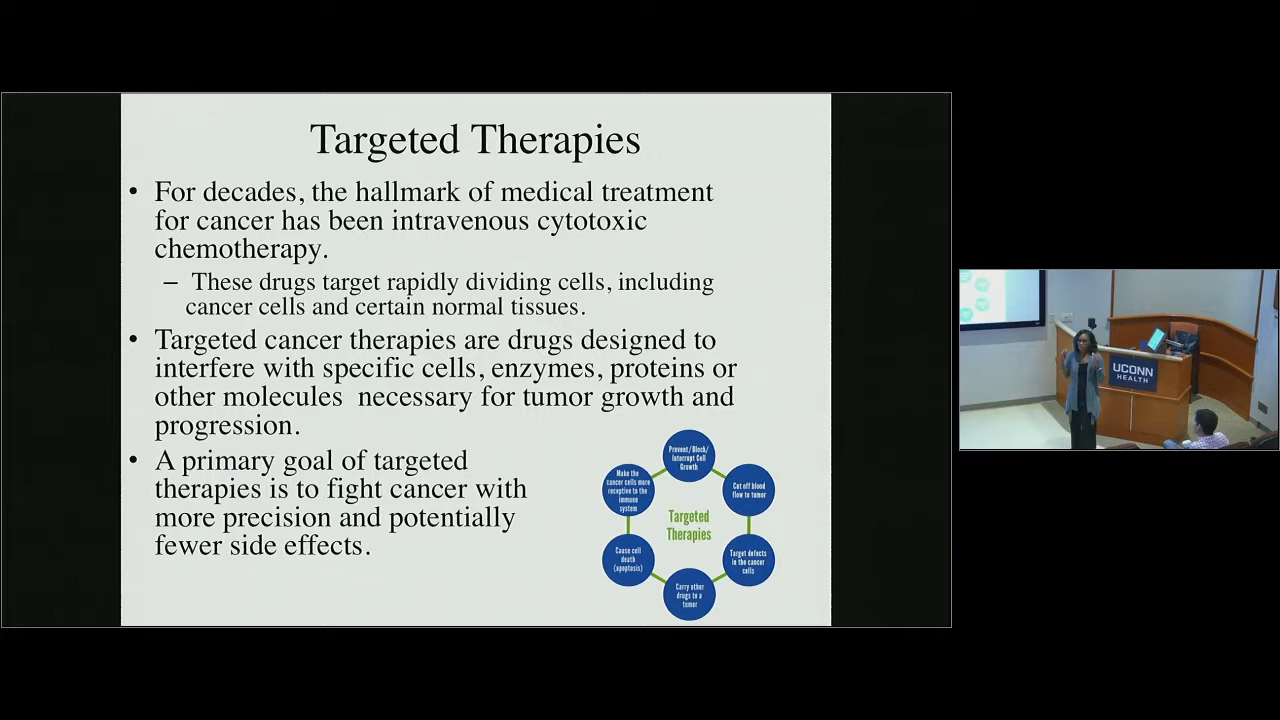 Targeted Therapies
• For decades, the hallmark of medical treatment
for cancer has been intravenous cytotoxic
chemotherapy.
– These drugs target rapidly dividing cells, including
cancer cells and certain normal tissues.
• Targeted cancer therapies are drugs designed to
interfere with specific cells, enzymes, proteins or
other molecules necessary for tumor growth and
progression.
• A primary goal of targeted
therapies is to fight cancer with
more precision and potentially
fewer side effects.
Prevent/Block/
Interrupt Cell
Growth
Cut off blood
flow to tumor
Target defects
in the cancer
cells
Carry other
drugs to a
tumor
Cause cell
death
(apoptosis)
Make the
cancer cells more
receptive to the
immune
system
Targeted
Therapies
UCONN
HEALTH